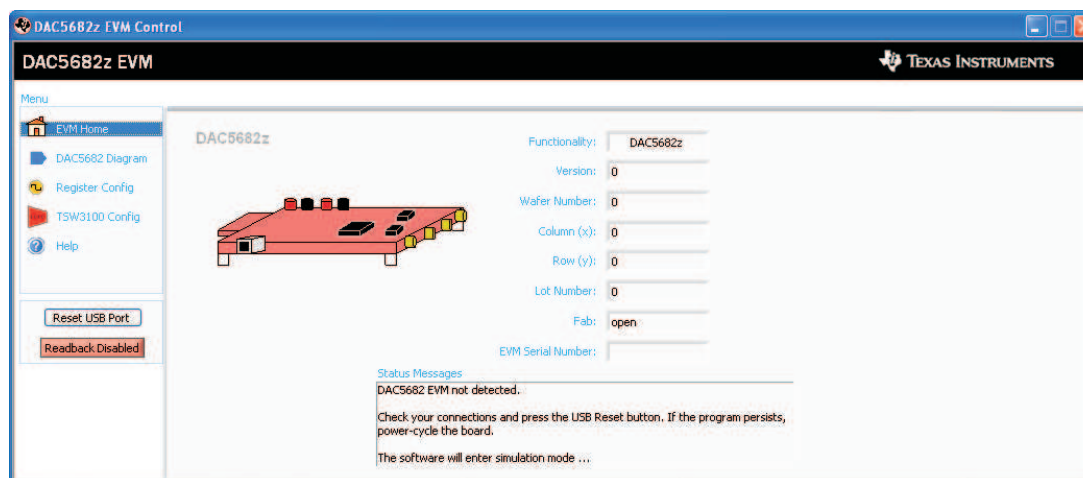 DAC5682z EVM Control
DAC5682z EVM
TEXAS INSTRUMENTS
Menu
EVM Home
DAC5682 Diagram
Register Config
TSW3100 Config
Help
Reset USB Port
Readback Disabled
DAC5682z
Functionality: DAC5682z
Version: 0
Wafer Number: 0
Column (x): 0
Row (y): 0
Lot Number: 0
Fab: open
EVM Serial Number:
Status Messages
DAC5682 EVM not detected.
Check your connections and press the USB Reset button. If the program persists,
power-cycle the board.
The software will enter simulation mode ...